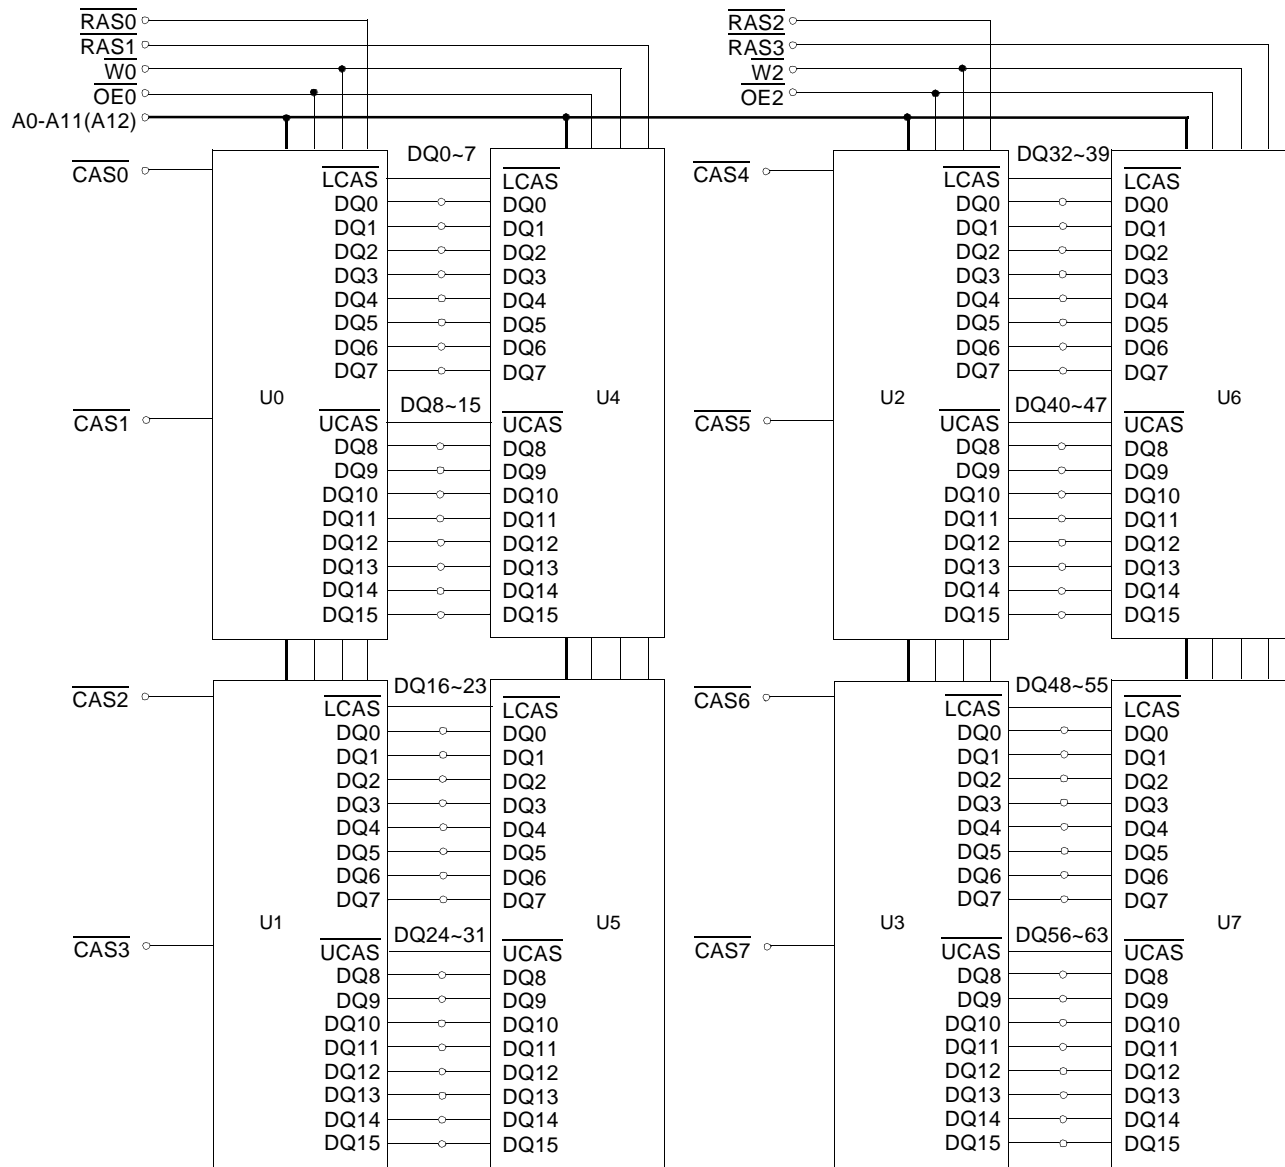 RAS0
RAS1
W0
OE0
A0-A11(A12)
RAS2
RAS3
W2
OE2
CAS0
CAS1
DQ0~7
LCAS
DQ0
DQ1
DQ2
DQ3
DQ4
DQ5
DQ6
DQ7
U0
DQ8~15
UCAS
DQ8
DQ9
DQ10
DQ11
DQ12
DQ13
DQ14
DQ15
LCAS
DQ0
DQ1
DQ2
DQ3
DQ4
DQ5
DQ6
DQ7
U4
UCAS
DQ8
DQ9
DQ10
DQ11
DQ12
DQ13
DQ14
DQ15
CAS4
CAS5
DQ32~39
LCAS
DQ0
DQ1
DQ2
DQ3
DQ4
DQ5
DQ6
DQ7
U2
DQ40~47
UCAS
DQ8
DQ9
DQ10
DQ11
DQ12
DQ13
DQ14
DQ15
LCAS
DQ0
DQ1
DQ2
DQ3
DQ4
DQ5
DQ6
DQ7
U6
UCAS
DQ8
DQ9
DQ10
DQ11
DQ12
DQ13
DQ14
DQ15
CAS2
CAS3
DQ16~23
LCAS
DQ0
DQ1
DQ2
DQ3
DQ4
DQ5
DQ6
DQ7
U1
DQ24~31
UCAS
DQ8
DQ9
DQ10
DQ11
DQ12
DQ13
DQ14
DQ15
LCAS
DQ0
DQ1
DQ2
DQ3
DQ4
DQ5
DQ6
DQ7
U5
UCAS
DQ8
DQ9
DQ10
DQ11
DQ12
DQ13
DQ14
DQ15
CAS6
CAS7
DQ48~55
LCAS
DQ0
DQ1
DQ2
DQ3
DQ4
DQ5
DQ6
DQ7
U3
DQ56~63
UCAS
DQ8
DQ9
DQ10
DQ11
DQ12
DQ13
DQ14
DQ15
LCAS
DQ0
DQ1
DQ2
DQ3
DQ4
DQ5
DQ6
DQ7
U7
UCAS
DQ8
DQ9
DQ10
DQ11
DQ12
DQ13
DQ14
DQ15